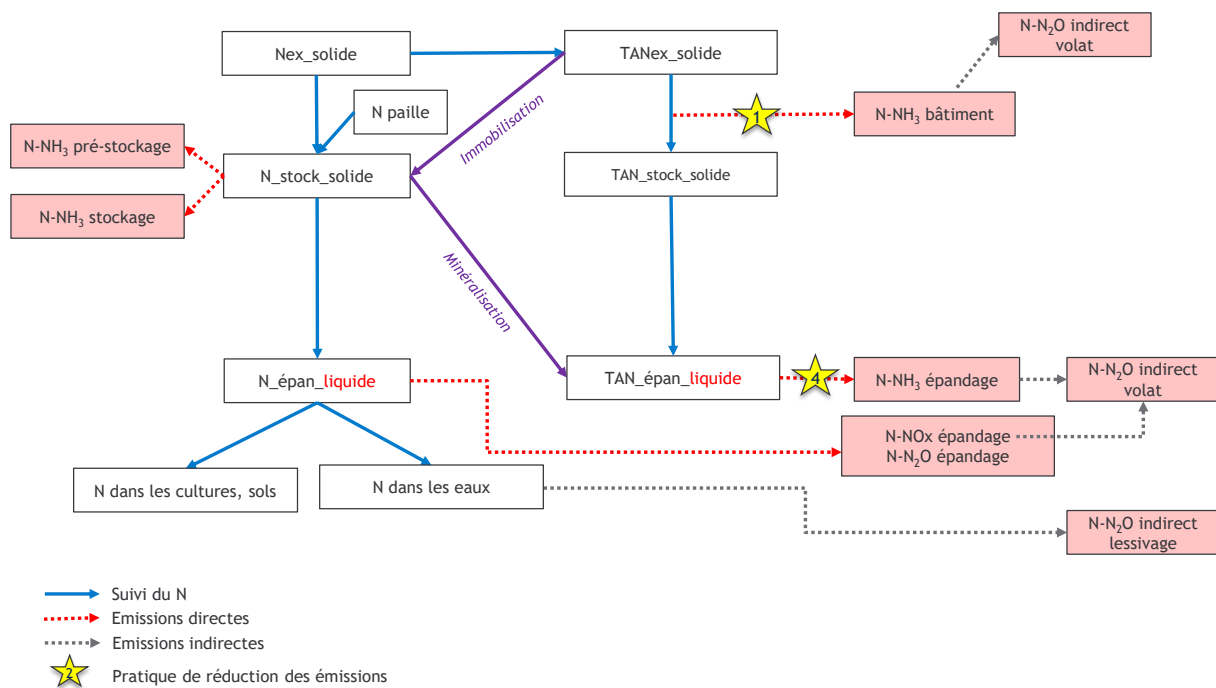 N-N₂O indirect
volat
Nex_solide
TANex_solide
N paille
1
N-NH₃ bâtiment
Immobilisation
N-NH₃ pré-stockage
N_stock_solide
TAN_stock_solide
N-NH₃ stockage
Minéralisation
N_épan_liquide
TAN_épan_liquide
4
N-NH₃ épandage
N-N₂O indirect
volat
N-NOx épandage
N-N₂O épandage
N dans les cultures, sols
N dans les eaux
N-N₂O indirect
lessivage
Suivi du N
Emissions directes
Emissions indirectes
2
Pratique de réduction des émissions